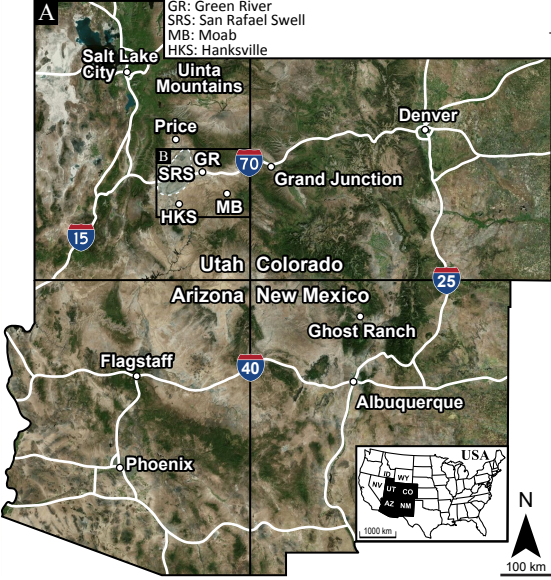 A
GR: Green River
SRS: San Rafael Swell
MB: Moab
HKS: Hanksville
Salt Lake
City
Uinta
Mountains
Denver
Price
B
GR
SRS
70
Grand Junction
MB
HKS
15
Utah
Colorado
25
Arizona
New Mexico
Ghost Ranch
Flagstaff
40
Albuquerque
Phoenix
USA
ID
WY
NV
UT
CO
AZ
NM
1000 km
N
100 km